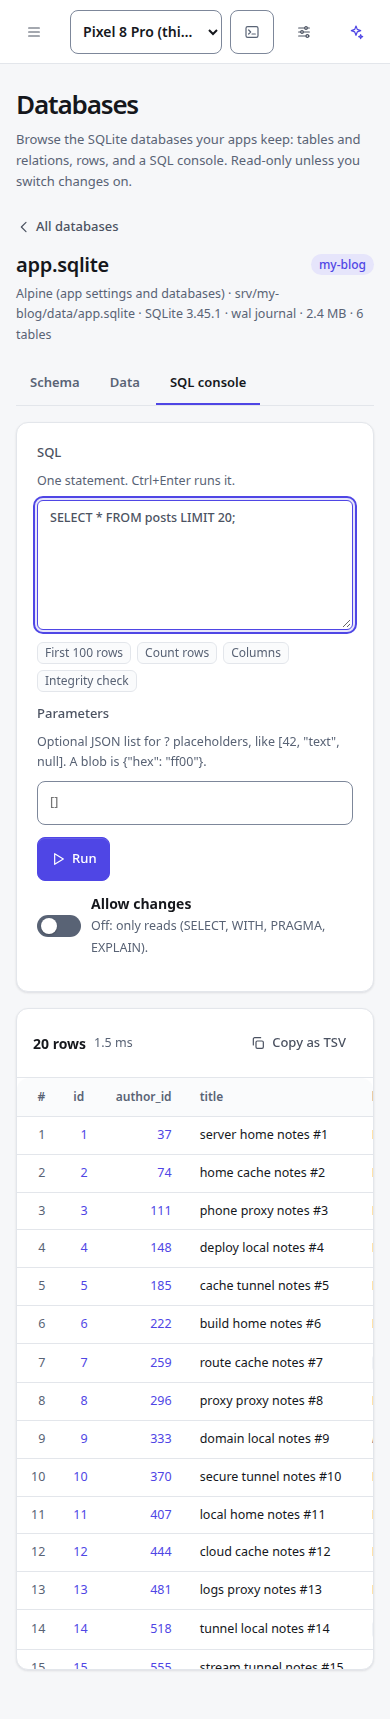 Pixel 8 Pro (thi...
Databases
Browse the SQLite databases your apps keep: tables and
relations, rows, and a SQL console. Read-only unless you
switch changes on.
All databases
app.sqlite
my-blog
Alpine (app settings and databases) · srv/my-
blog/data/app.sqlite · SQLite 3.45.1 · wal journal · 2.4 MB · 6
tables
Schema Data SQL console
SQL
One statement. Ctrl+Enter runs it.
SELECT * FROM posts LIMIT 20;
First 100 rows Count rows Columns
Integrity check
Parameters
Optional JSON list for ? placeholders, like [42, "text",
null]. A blob is {"hex": "ff00"}.
[]
Run
Allow changes
Off: only reads (SELECT, WITH, PRAGMA,
EXPLAIN).
20 rows 1.5 ms Copy as TSV
# id author_id title
1 1 37 server home notes #1
2 2 74 home cache notes #2
3 3 111 phone proxy notes #3
4 4 148 deploy local notes #4
5 5 185 cache tunnel notes #5
6 6 222 build home notes #6
7 7 259 route cache notes #7
8 8 296 proxy proxy notes #8
9 9 333 domain local notes #9
10 10 370 secure tunnel notes #10
11 11 407 local home notes #11
12 12 444 cloud cache notes #12
13 13 481 logs proxy notes #13
14 14 518 tunnel local notes #14
15 15 555 stream tunnel notes #15